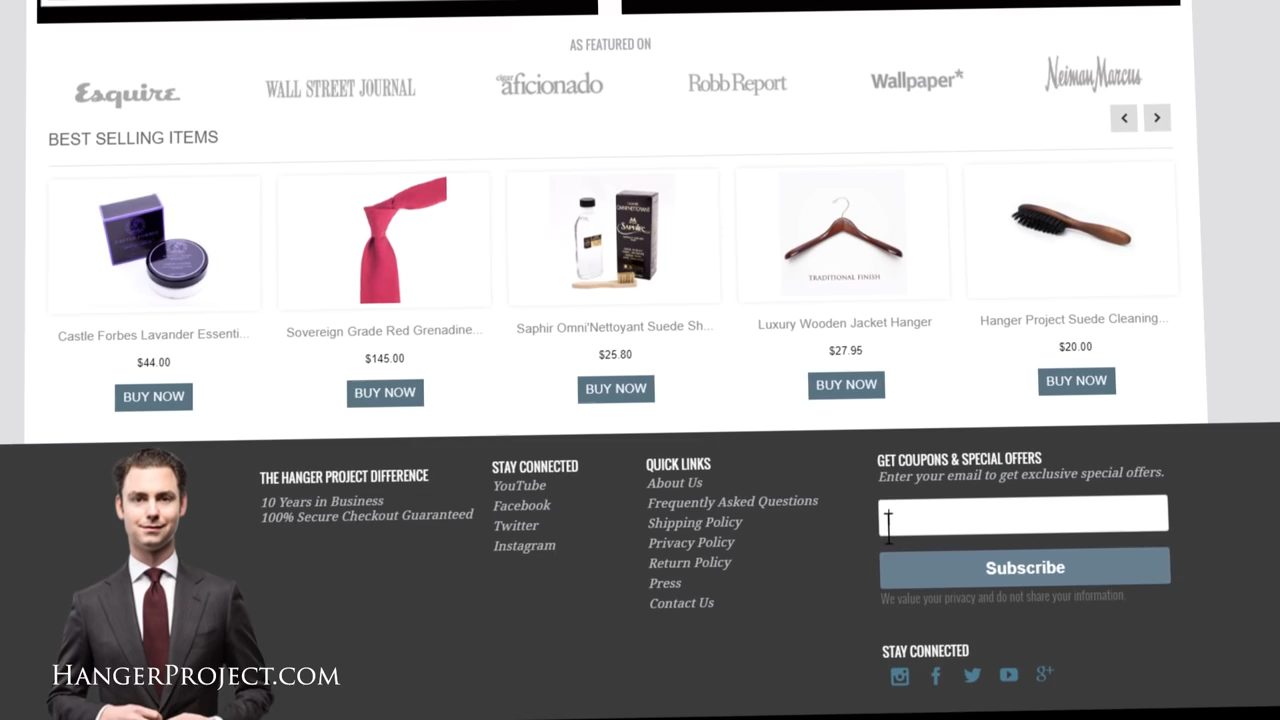 AS FEATURED ON
Esquire
WALL STREET JOURNAL
cigar aficionado
Robb Report
Wallpaper*
Neiman Marcus
BEST SELLING ITEMS
TRADITIONAL FINISH
Castle Forbes Lavander Essenti...
Sovereign Grade Red Grenadine...
Saphir Omni'Nettoyant Suede Sh...
Luxury Wooden Jacket Hanger
Hanger Project Suede Cleaning...
$44.00
$145.00
$25.80
$27.95
$20.00
BUY NOW
BUY NOW
BUY NOW
BUY NOW
BUY NOW
THE HANGER PROJECT DIFFERENCE
10 Years in Business
100% Secure Checkout Guaranteed
STAY CONNECTED
YouTube
Facebook
Twitter
Instagram
QUICK LINKS
About Us
Frequently Asked Questions
Shipping Policy
Privacy Policy
Return Policy
Press
Contact Us
GET COUPONS & SPECIAL OFFERS
Enter your email to get exclusive special offers.
Subscribe
We value your privacy and do not share your information.
STAY CONNECTED
HANGERPROJECT.COM